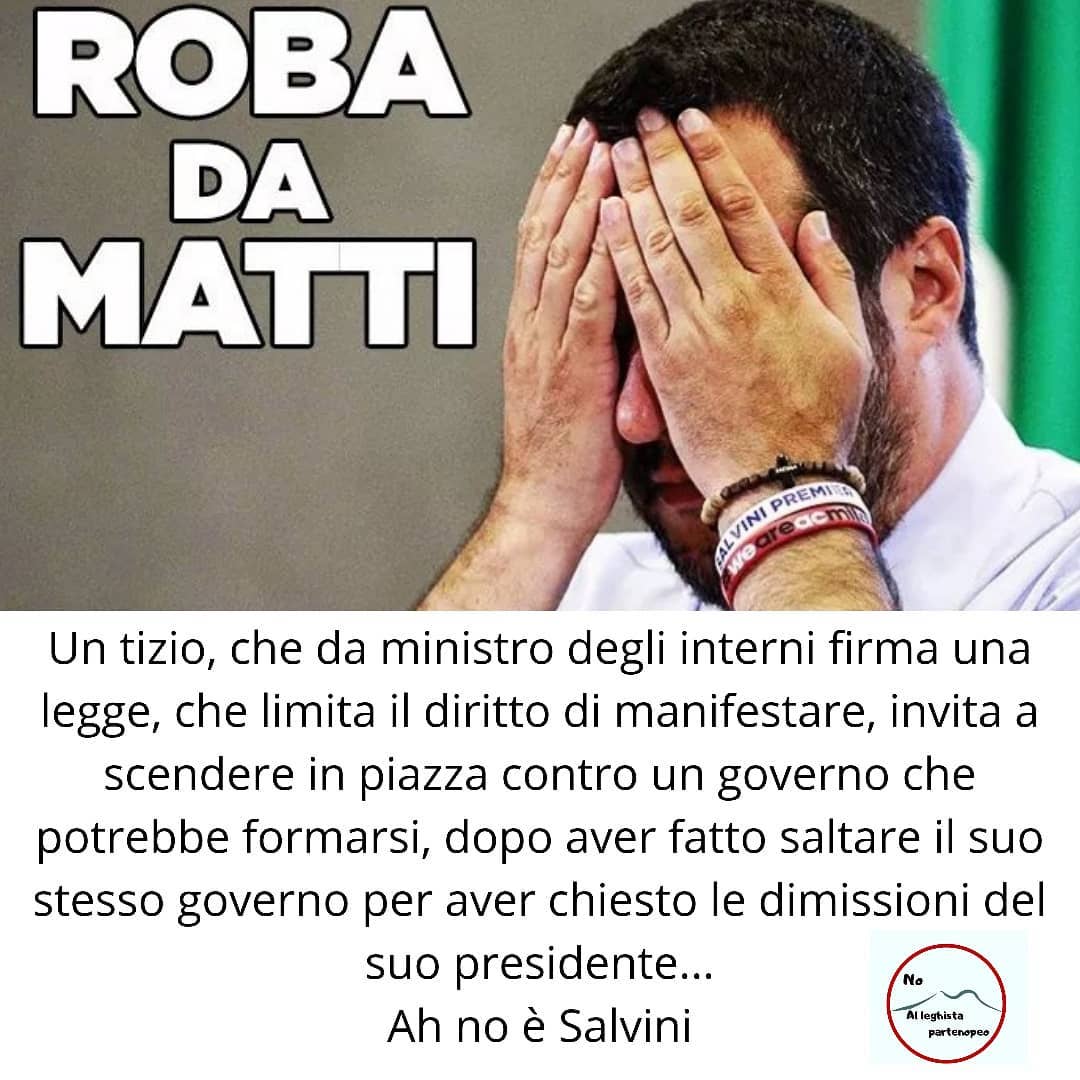 ROBA
DA
MATTI
SALVINI PREMIER
weareacmilan
Un tizio, che da ministro degli interni firma una
legge, che limita il diritto di manifestare, invita a
scendere in piazza contro un governo che
potrebbe formarsi, dopo aver fatto saltare il suo
stesso governo per aver chiesto le dimissioni del
suo presidente...
Ah no è Salvini
No
Al leghista
partenopeo